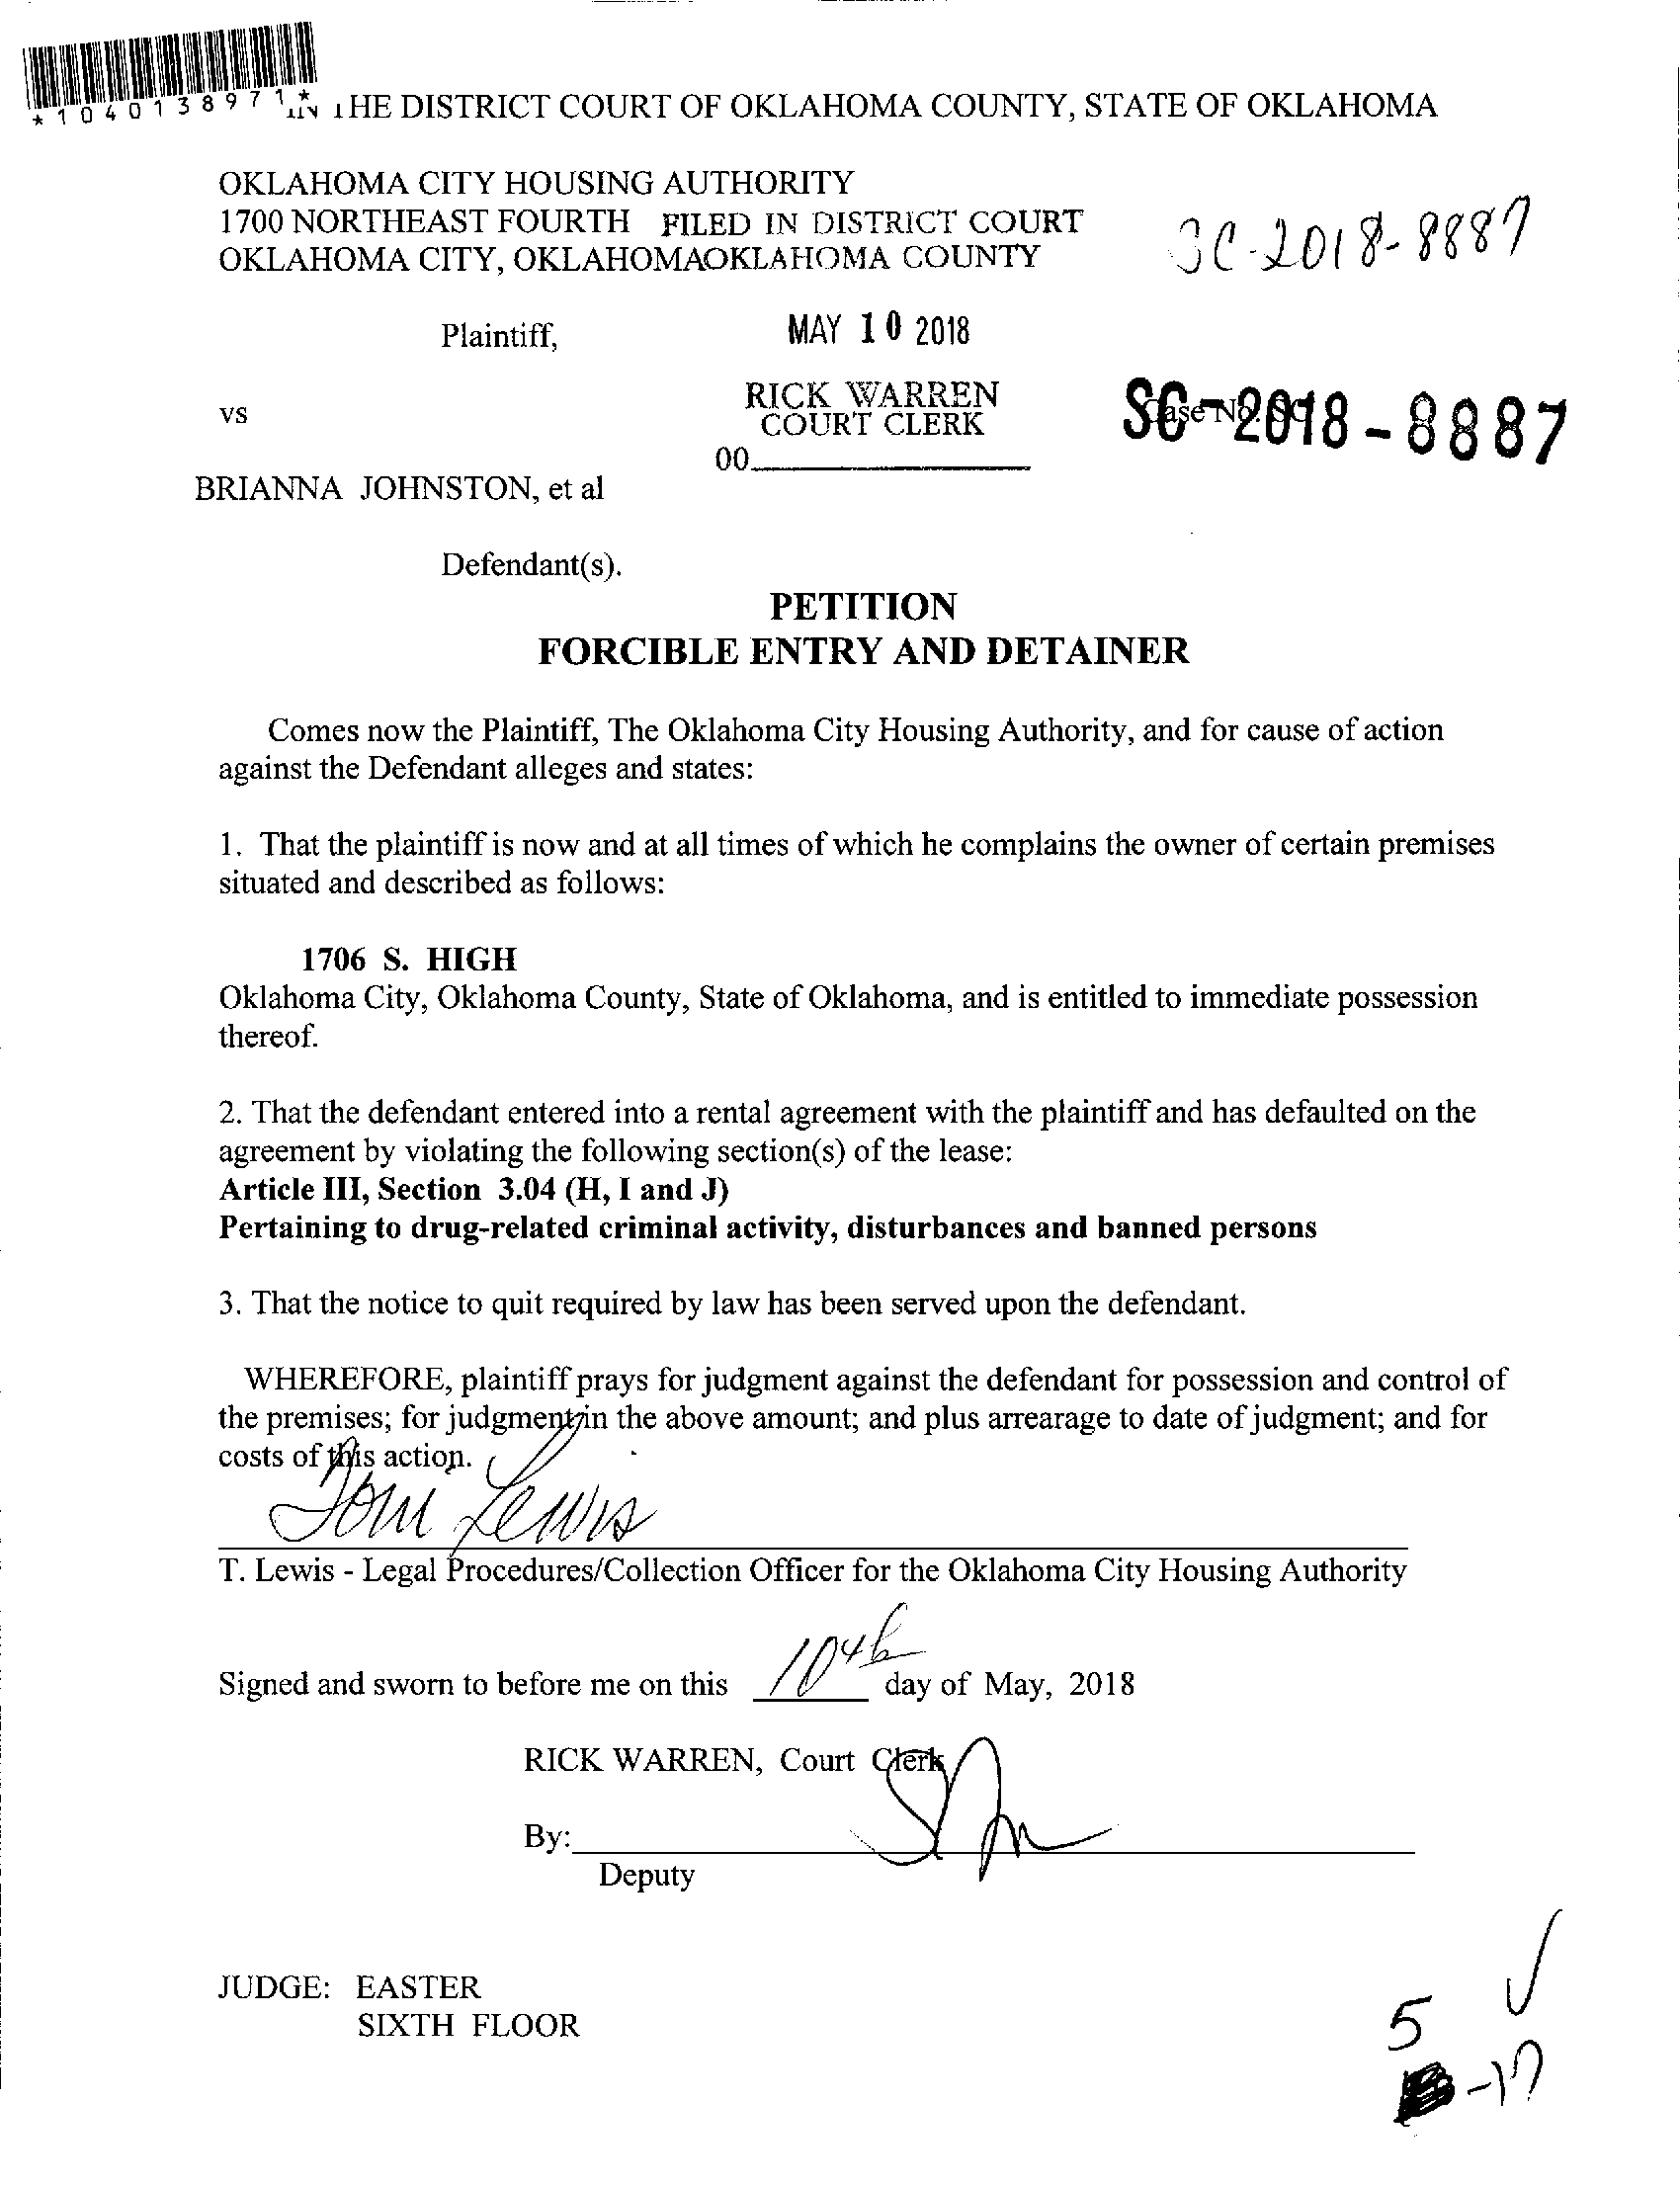 *1040138971*
IN THE DISTRICT COURT OF OKLAHOMA COUNTY, STATE OF OKLAHOMA
OKLAHOMA CITY HOUSING AUTHORITY
1700 NORTHEAST FOURTH FILED IN DISTRICT COURT
OKLAHOMA CITY, OKLAHOMAOKLAHOMA COUNTY
SC-2018-8887
Plaintiff,
MAY 10 2018
vs
RICK WARREN
COURT CLERK
Case No. SC
SC-2018-8887
00
BRIANNA JOHNSTON, et al
Defendant(s).
PETITION
FORCIBLE ENTRY AND DETAINER
Comes now the Plaintiff, The Oklahoma City Housing Authority, and for cause of action
against the Defendant alleges and states:
1. That the plaintiff is now and at all times of which he complains the owner of certain premises
situated and described as follows:
1706 S. HIGH
Oklahoma City, Oklahoma County, State of Oklahoma, and is entitled to immediate possession
thereof.
2. That the defendant entered into a rental agreement with the plaintiff and has defaulted on the
agreement by violating the following section(s) of the lease:
Article III, Section 3.04 (H, I and J)
Pertaining to drug-related criminal activity, disturbances and banned persons
3. That the notice to quit required by law has been served upon the defendant.
WHEREFORE, plaintiff prays for judgment against the defendant for possession and control of
the premises; for judgment in the above amount; and plus arrearage to date of judgment; and for
costs of this action.
Tom Lewis
T. Lewis - Legal Procedures/Collection Officer for the Oklahoma City Housing Authority
Signed and sworn to before me on this 10th day of May, 2018
RICK WARREN, Court Clerk
By:
Deputy
JUDGE: EASTER
SIXTH FLOOR
5
-17